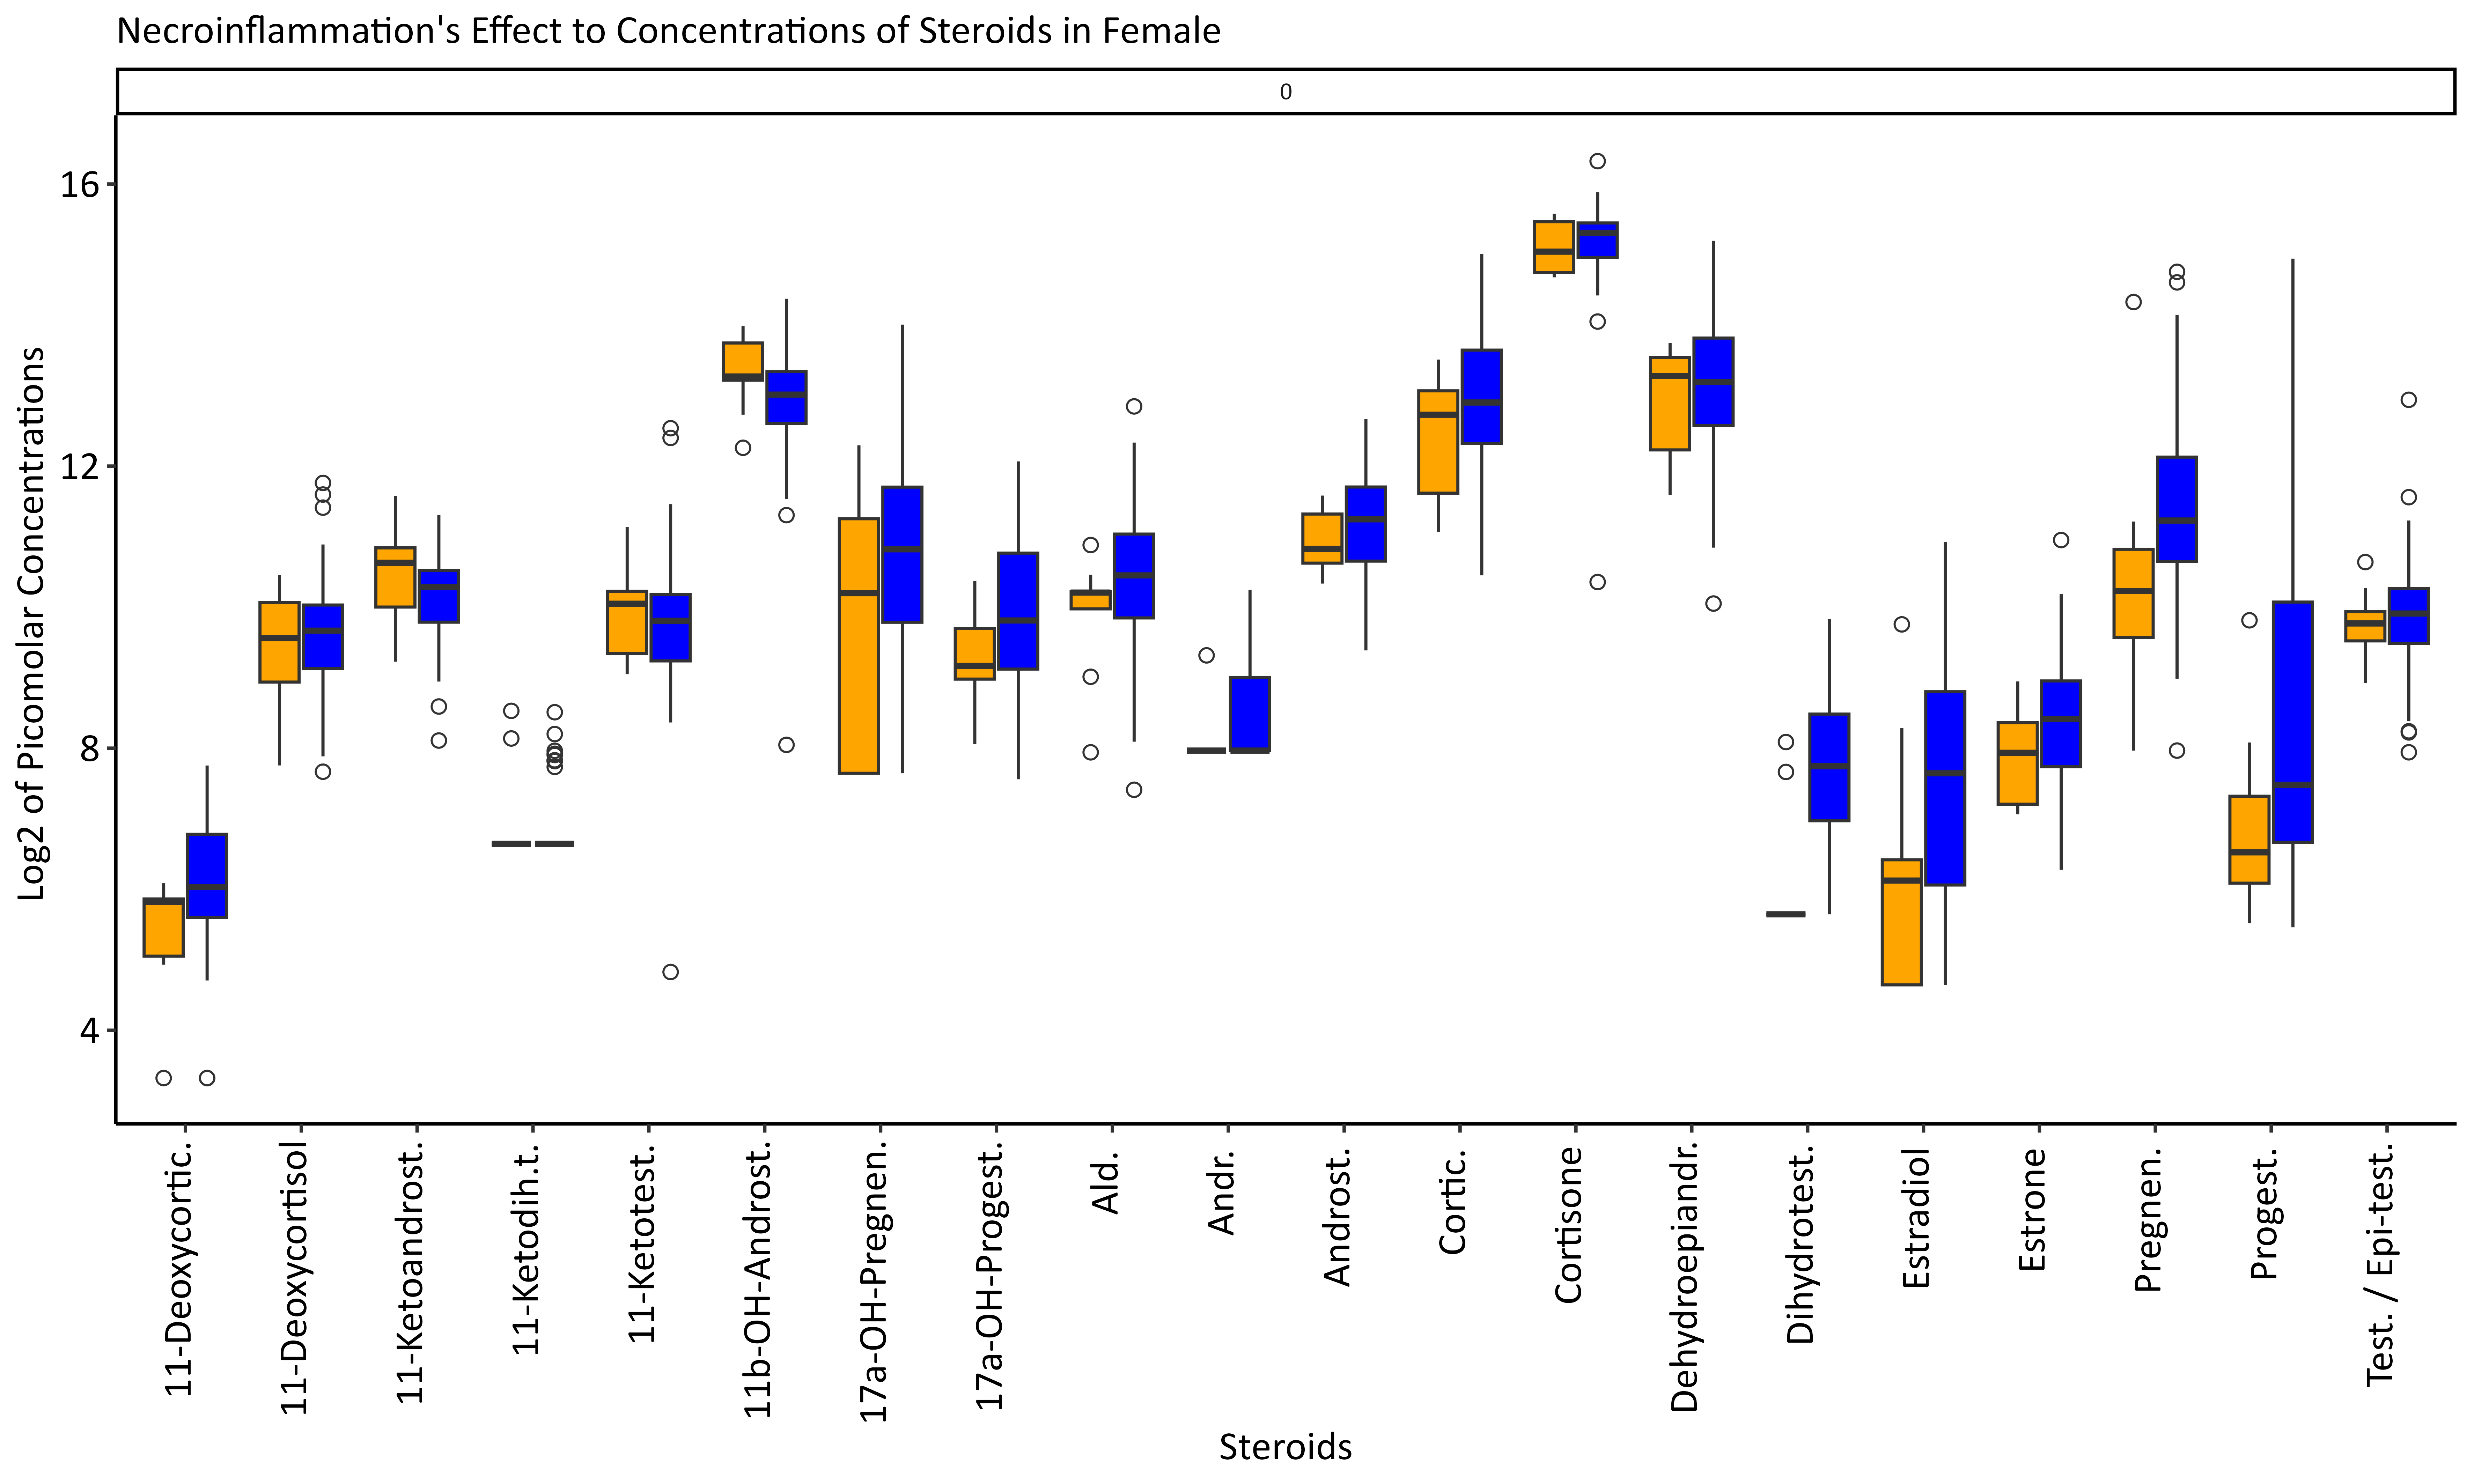 Necroinflammation's Effect to Concentrations of Steroids in Female
0
Log2 of Picomolar Concentrations
16
12
8
4
11-Deoxycortic.
11-Deoxycortisol
11-Ketoandrost.
11-Ketodih.t.
11-Ketotest.
11b-OH-Androst.
17a-OH-Pregnen.
17a-OH-Progest.
Ald.
Andr.
Androst.
Cortic.
Cortisone
Dehydroepiandr.
Dihydrotest.
Estradiol
Estrone
Pregnen.
Progest.
Test. / Epi-test.
Steroids